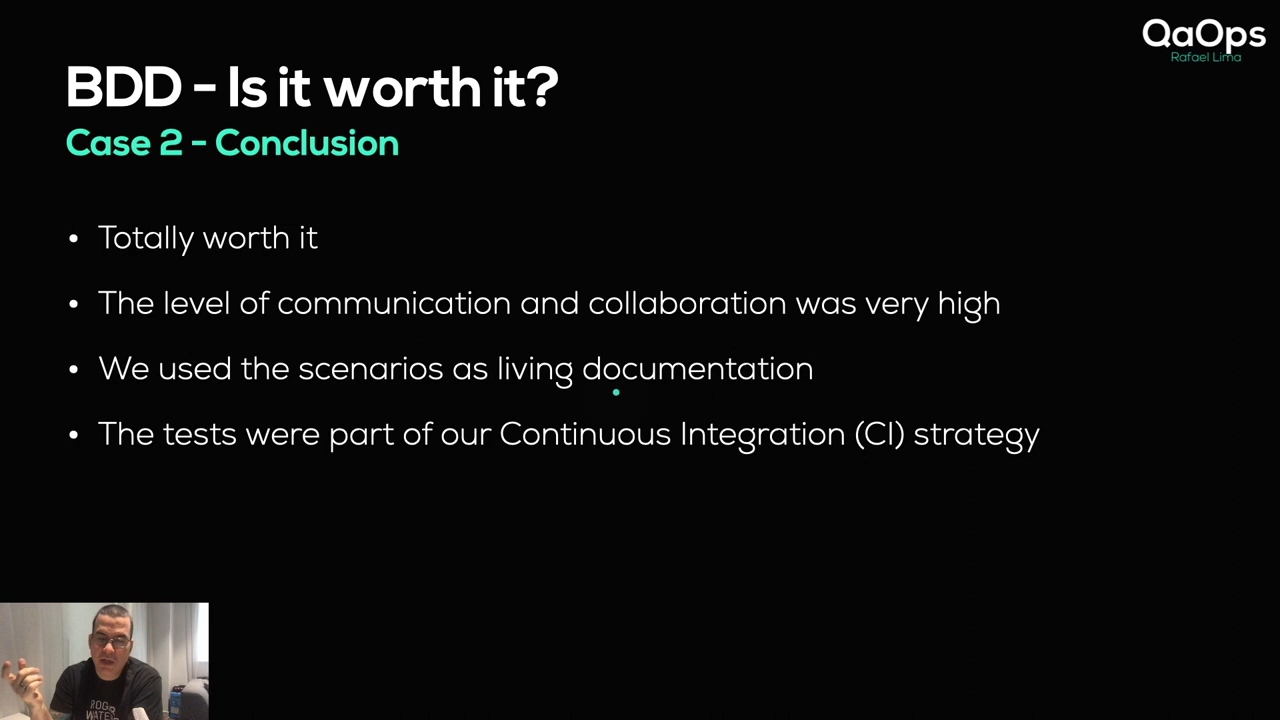 QaOps
Rafael Lima
BDD - Is it worth it?
Case 2 - Conclusion
• Totally worth it
• The level of communication and collaboration was very high
• We used the scenarios as living documentation
• The tests were part of our Continuous Integration (CI) strategy
ROGER
WATERS